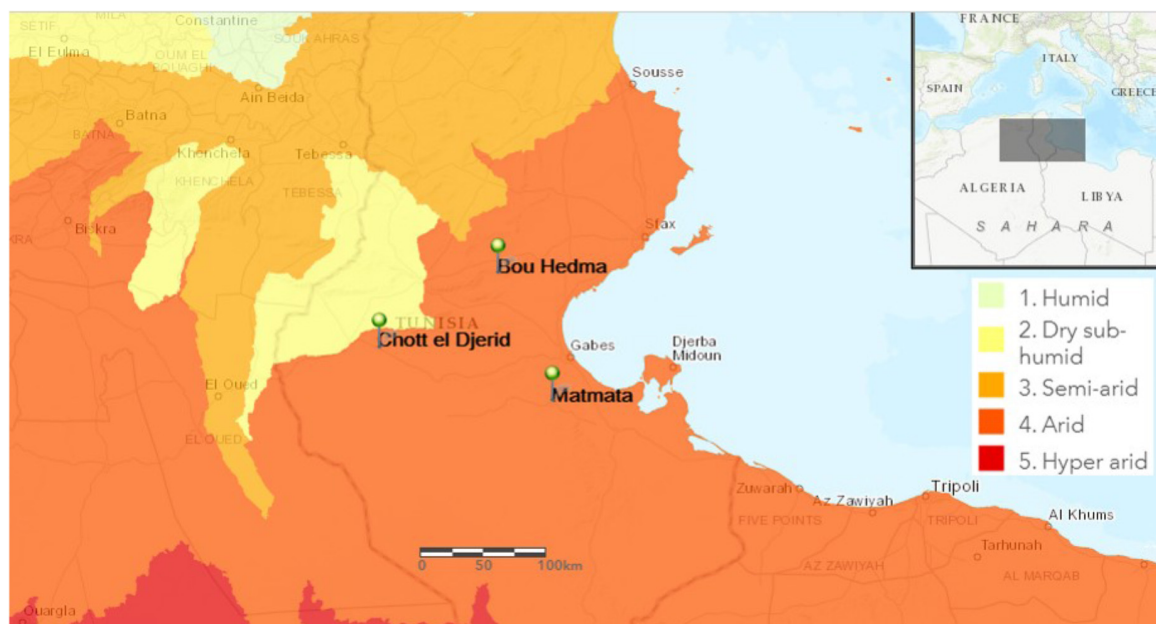 Constantine
MILA
SETIF
SOUK AHRAS
El Eulma
OUM EL
BOUAGHI
Ain Beida
Batna
BATNA
Khenchela
KHENCHELA
Tebessa
TEBESSA
Biskra
KRA
Sousse
Sfax
Bou Hedma
TUNISIA
Chott el Djerid
Gabes
Djerba
Midoun
Matmata
El Oued
EL OUED
Ouargla
0 50 100km
Zuwarah
Az Zawiyah
Tripoli
FIVE POINTS
TRIPOLI
Al Khums
Tarhunah
AZ ZAWIYAH
AL MARQAB
FRANCE
ITALY
SPAIN
GREECE
ALGERIA
LIBYA
SAHARA
1. Humid
2. Dry sub-
humid
3. Semi-arid
4. Arid
5. Hyper arid